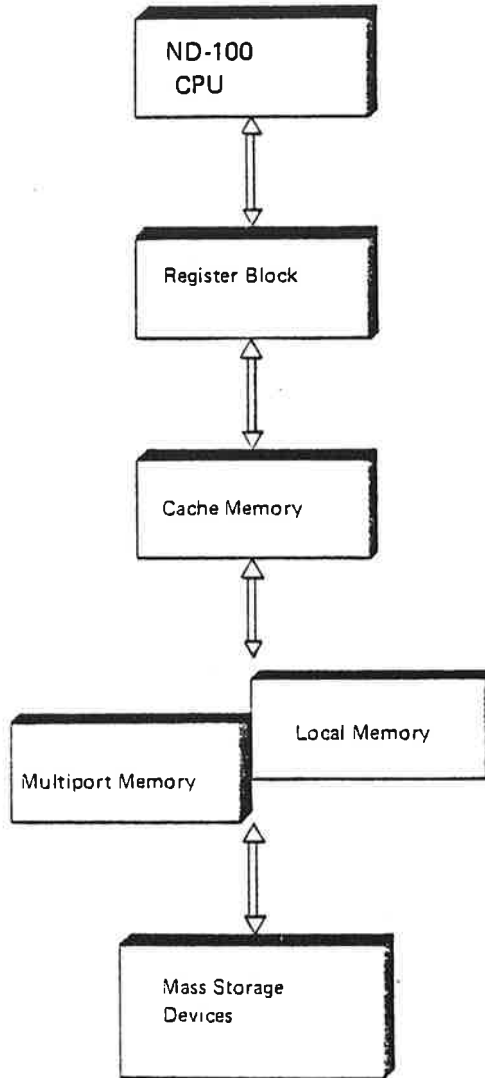 ND-100
CPU
Register Block
Cache Memory
Local Memory
Multiport Memory
Mass Storage
Devices